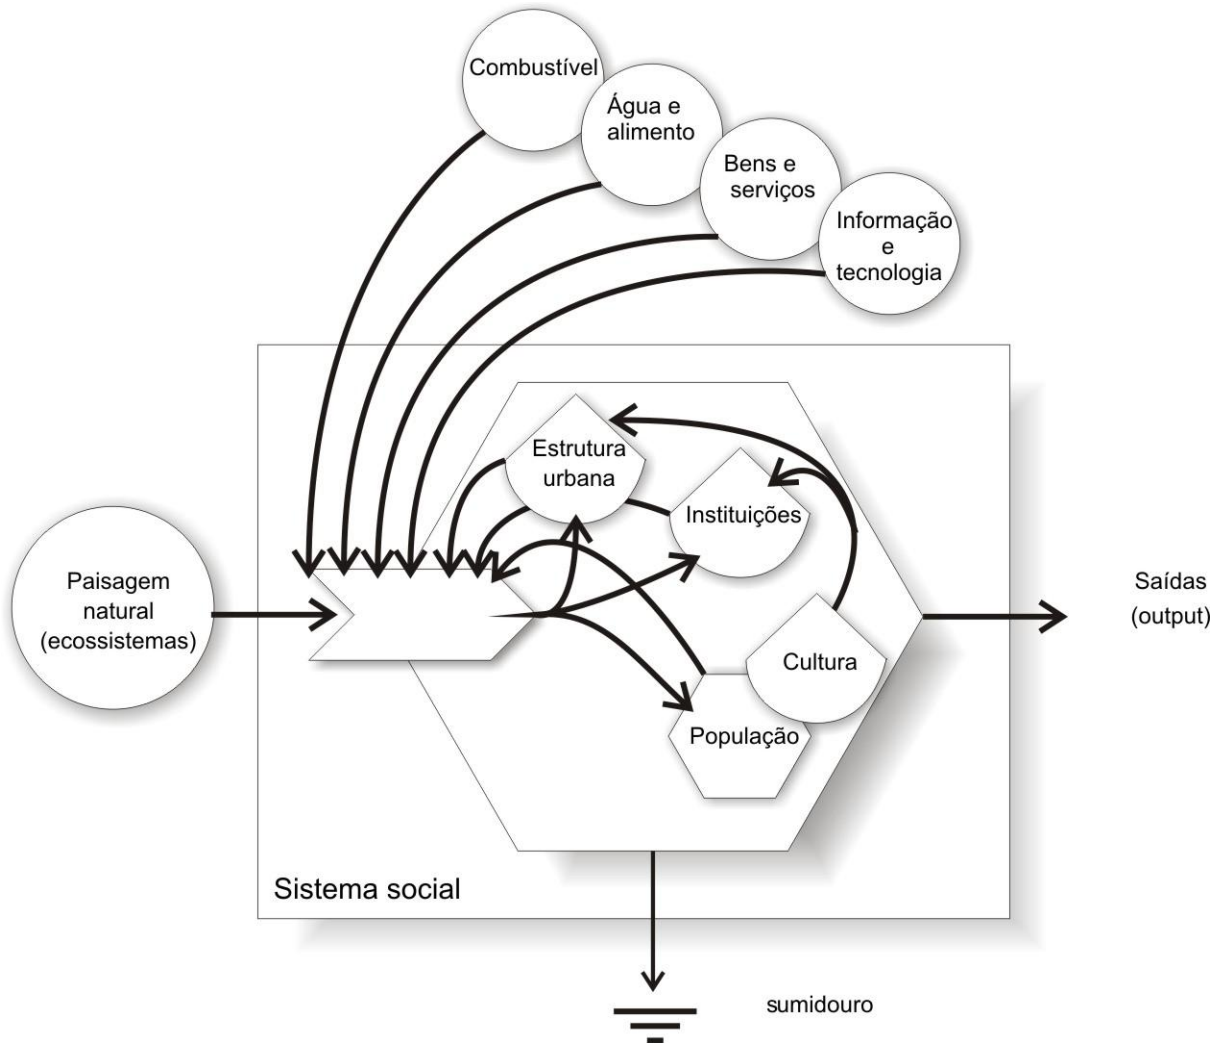 Combustível
Água e
alimento
Bens e
serviços
Informação
e
tecnologia
Estrutura
urbana
Instituições
Paisagem
natural
(ecossistemas)
Saídas
(output)
Cultura
População
Sistema social
sumidouro